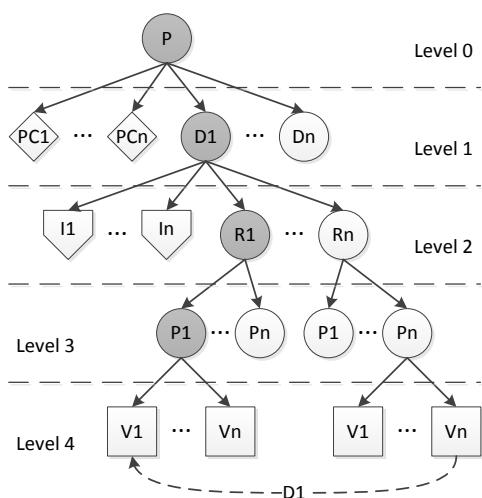 P
Level 0
PC1 ... PCn D1 ... Dn
Level 1
I1 ... In R1 ... Rn
Level 2
P1 ... Pn P1 ... Pn
Level 3
V1 ... Vn V1 ... Vn
Level 4
D1